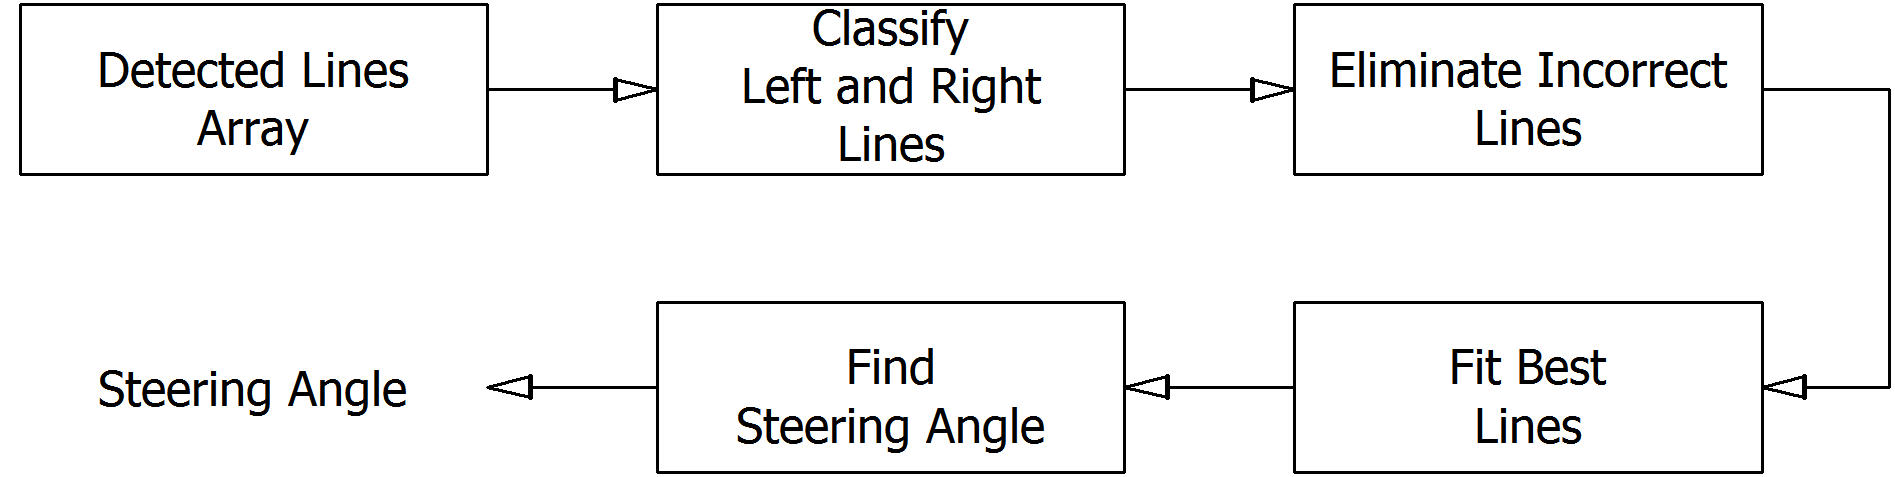 Detected Lines
Array
Classify
Left and Right
Lines
Eliminate Incorrect
Lines
Fit Best
Lines
Find
Steering Angle
Steering Angle